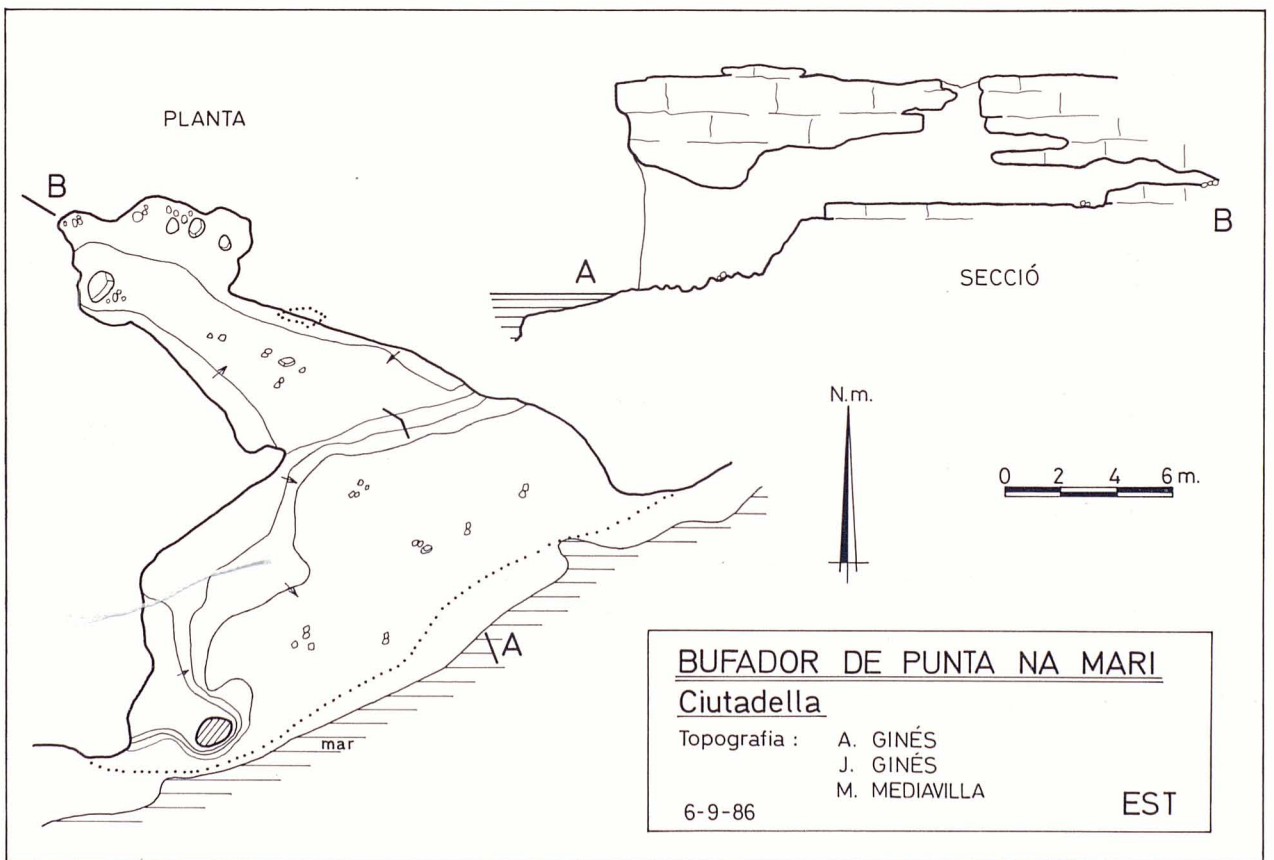 PLANTA
B
A
B
SECCIÓ
N.m.
0 2 4 6 m.
A
mar
BUFADOR DE PUNTA NA MARI
Ciutadella
Topografia : A. GINÉS
J. GINÉS
M. MEDIAVILLA
6-9-86
EST